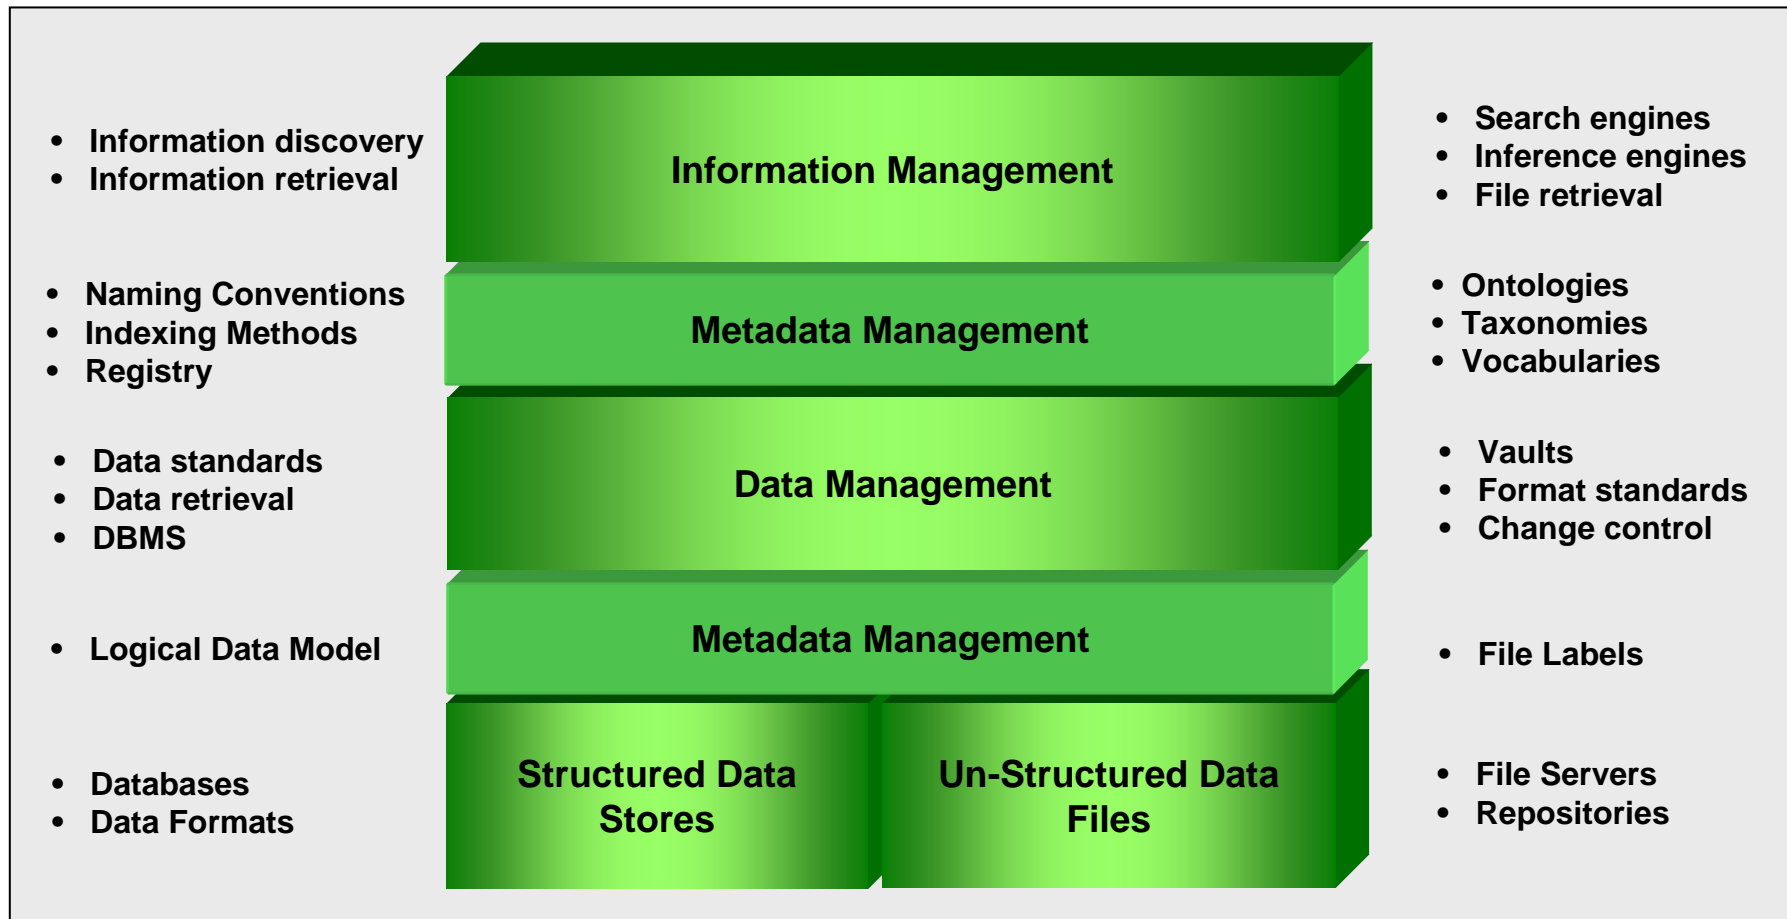 • Information discovery
• Information retrieval
Information Management
• Search engines
• Inference engines
• File retrieval
• Naming Conventions
• Indexing Methods
• Registry
Metadata Management
• Ontologies
• Taxonomies
• Vocabularies
• Data standards
• Data retrieval
• DBMS
Data Management
• Vaults
• Format standards
• Change control
• Logical Data Model
Metadata Management
• File Labels
• Databases
• Data Formats
Structured Data
Stores
Un-Structured Data
Files
• File Servers
• Repositories